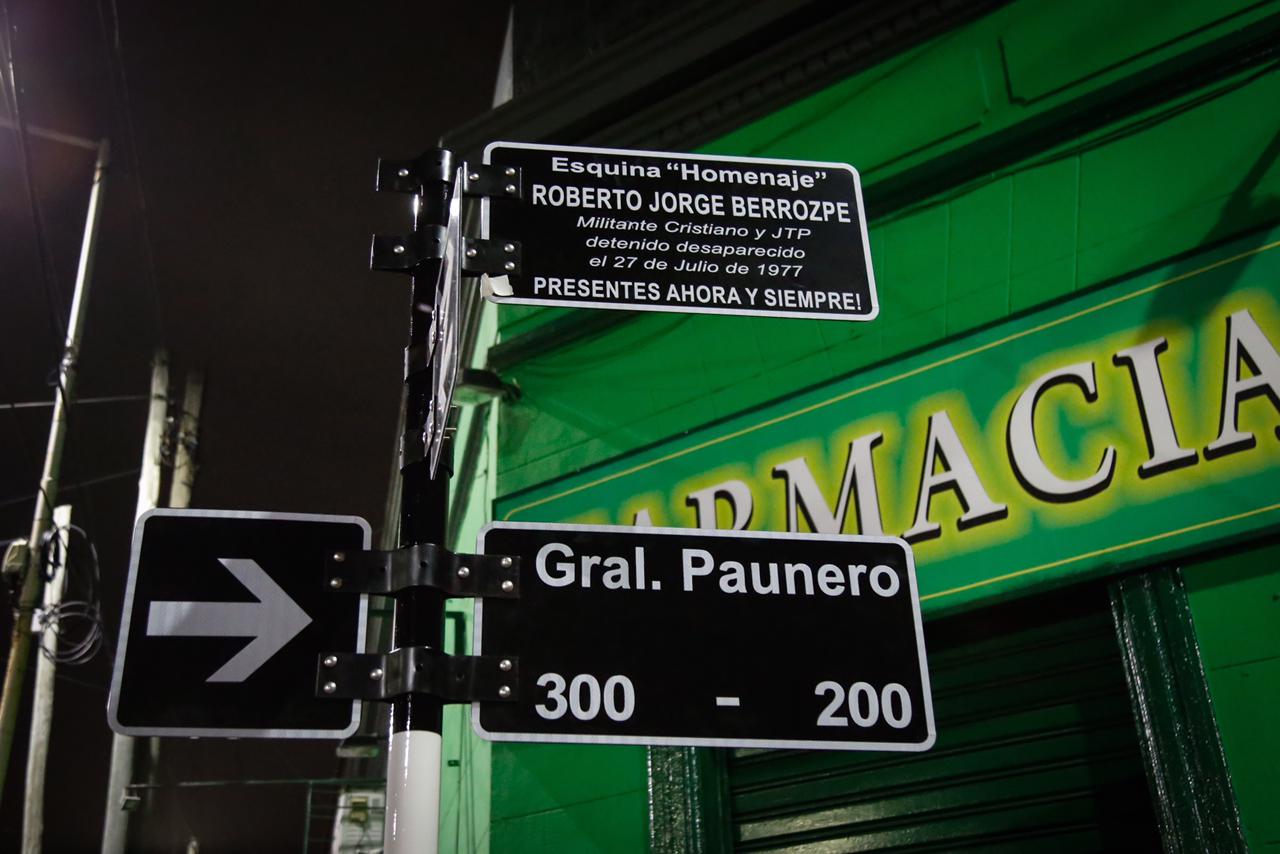 Esquina “Homenaje”
ROBERTO JORGE BERROZPE
Militante Cristiano y JTP
detenido desaparecido
el 27 de Julio de 1977
PRESENTES AHORA Y SIEMPRE!
FARMACIA
Gral. Paunero
300 - 200